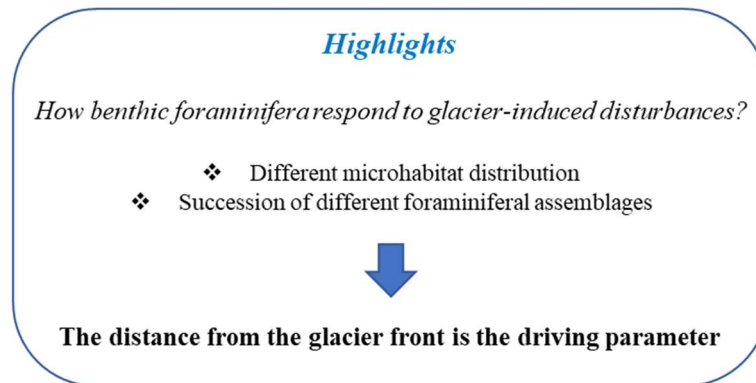 Highlights
How benthic foraminifera respond to glacier-induced disturbances?
❖ Different microhabitat distribution
❖ Succession of different foraminiferal assemblages
The distance from the glacier front is the driving parameter